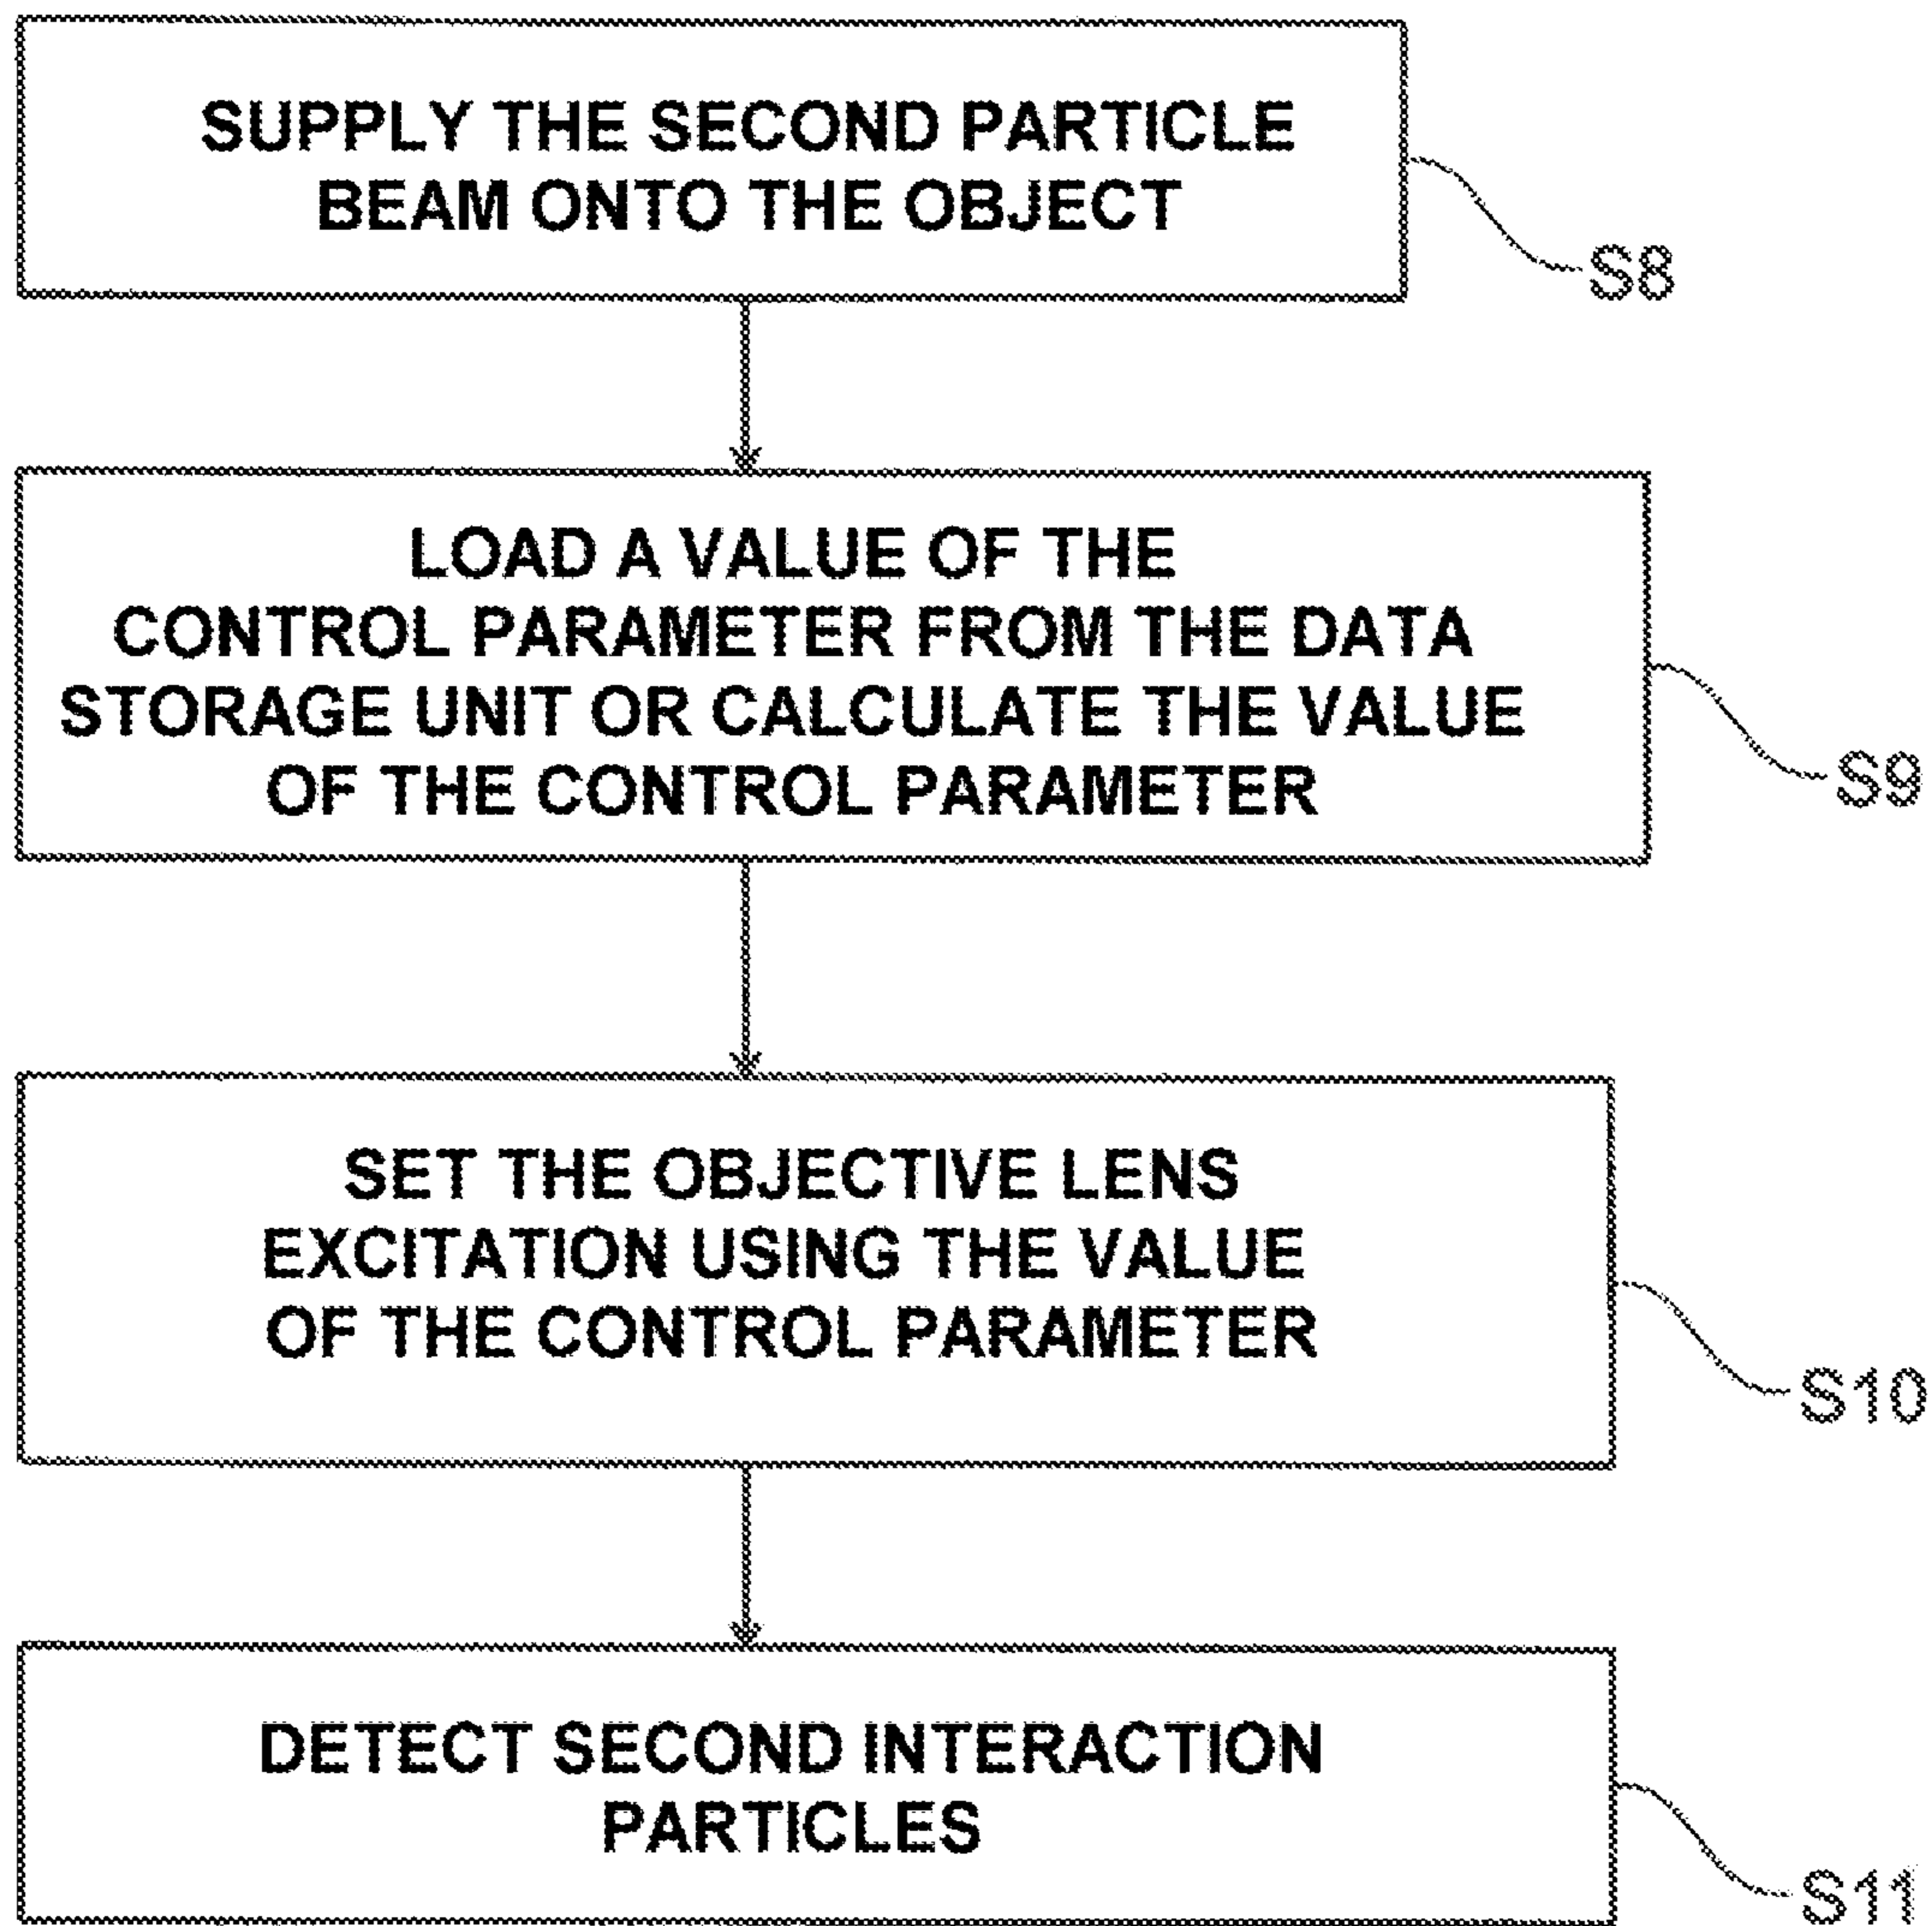 SUPPLY THE SECOND PARTICLE
BEAM ONTO THE OBJECT
S8
LOAD A VALUE OF THE
CONTROL PARAMETER FROM THE DATA
STORAGE UNIT OR CALCULATE THE VALUE
OF THE CONTROL PARAMETER
S9
SET THE OBJECTIVE LENS
EXCITATION USING THE VALUE
OF THE CONTROL PARAMETER
S10
DETECT SECOND INTERACTION
PARTICLES
S11